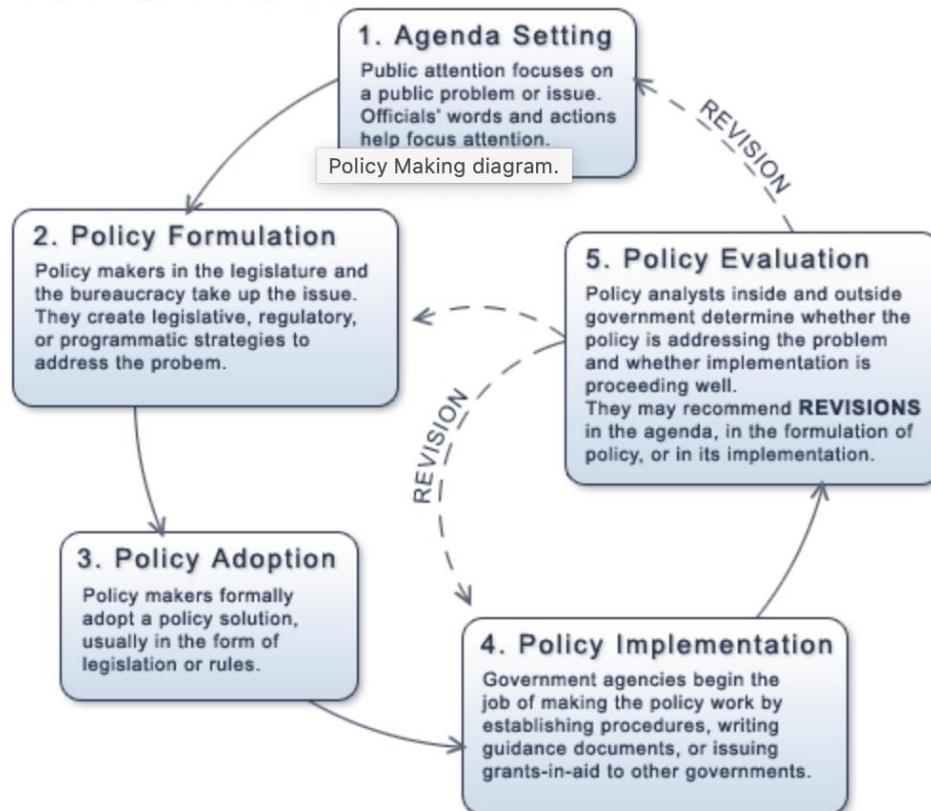 1. Agenda Setting
Public attention focuses on
a public problem or issue.
Officials' words and actions
help focus attention.
Policy Making diagram.
REVISION
2. Policy Formulation
Policy makers in the legislature and
the bureaucracy take up the issue.
They create legislative, regulatory,
or programmatic strategies to
address the probem.
5. Policy Evaluation
Policy analysts inside and outside
government determine whether the
policy is addressing the problem
and whether implementation is
proceeding well.
They may recommend REVISIONS
in the agenda, in the formulation of
policy, or in its implementation.
REVISION
3. Policy Adoption
Policy makers formally
adopt a policy solution,
usually in the form of
legislation or rules.
4. Policy Implementation
Government agencies begin the
job of making the policy work by
establishing procedures, writing
guidance documents, or issuing
grants-in-aid to other governments.